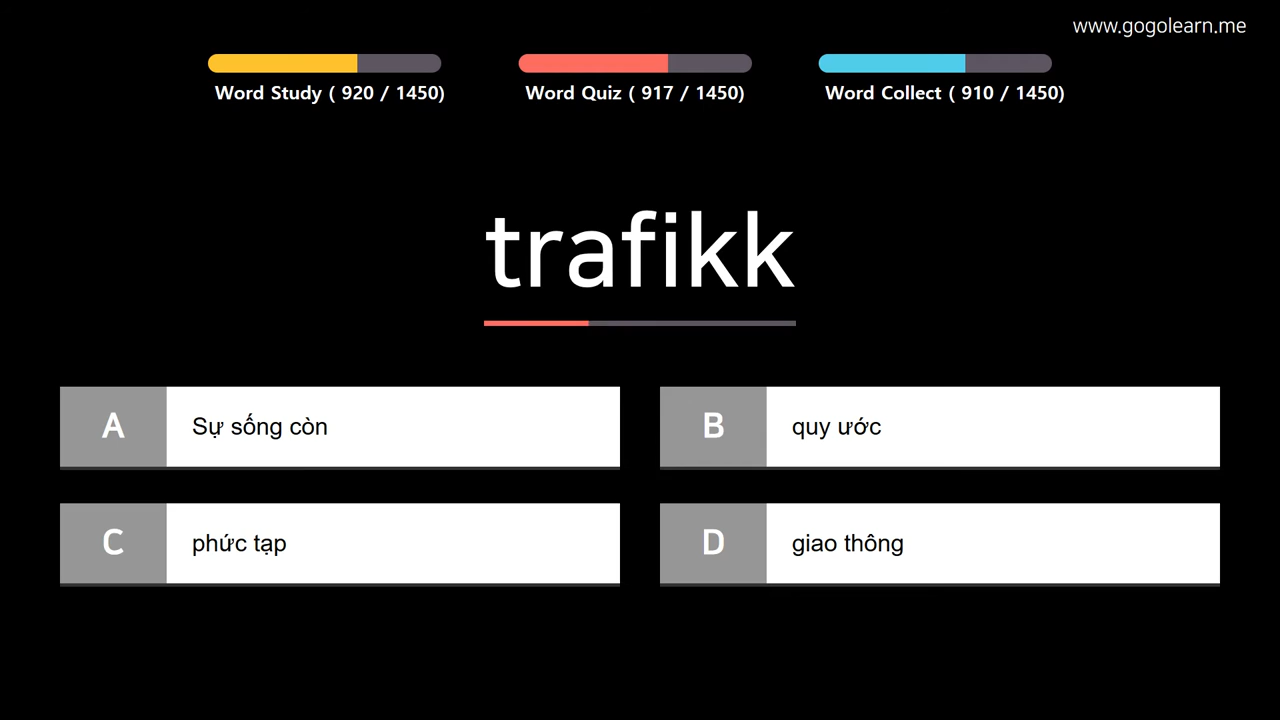 www.gogolearn.me
Word Study ( 920 / 1450)
Word Quiz ( 917 / 1450)
Word Collect ( 910 / 1450)
trafikk
A Sự sống còn
B quy ước
C phức tạp
D giao thông